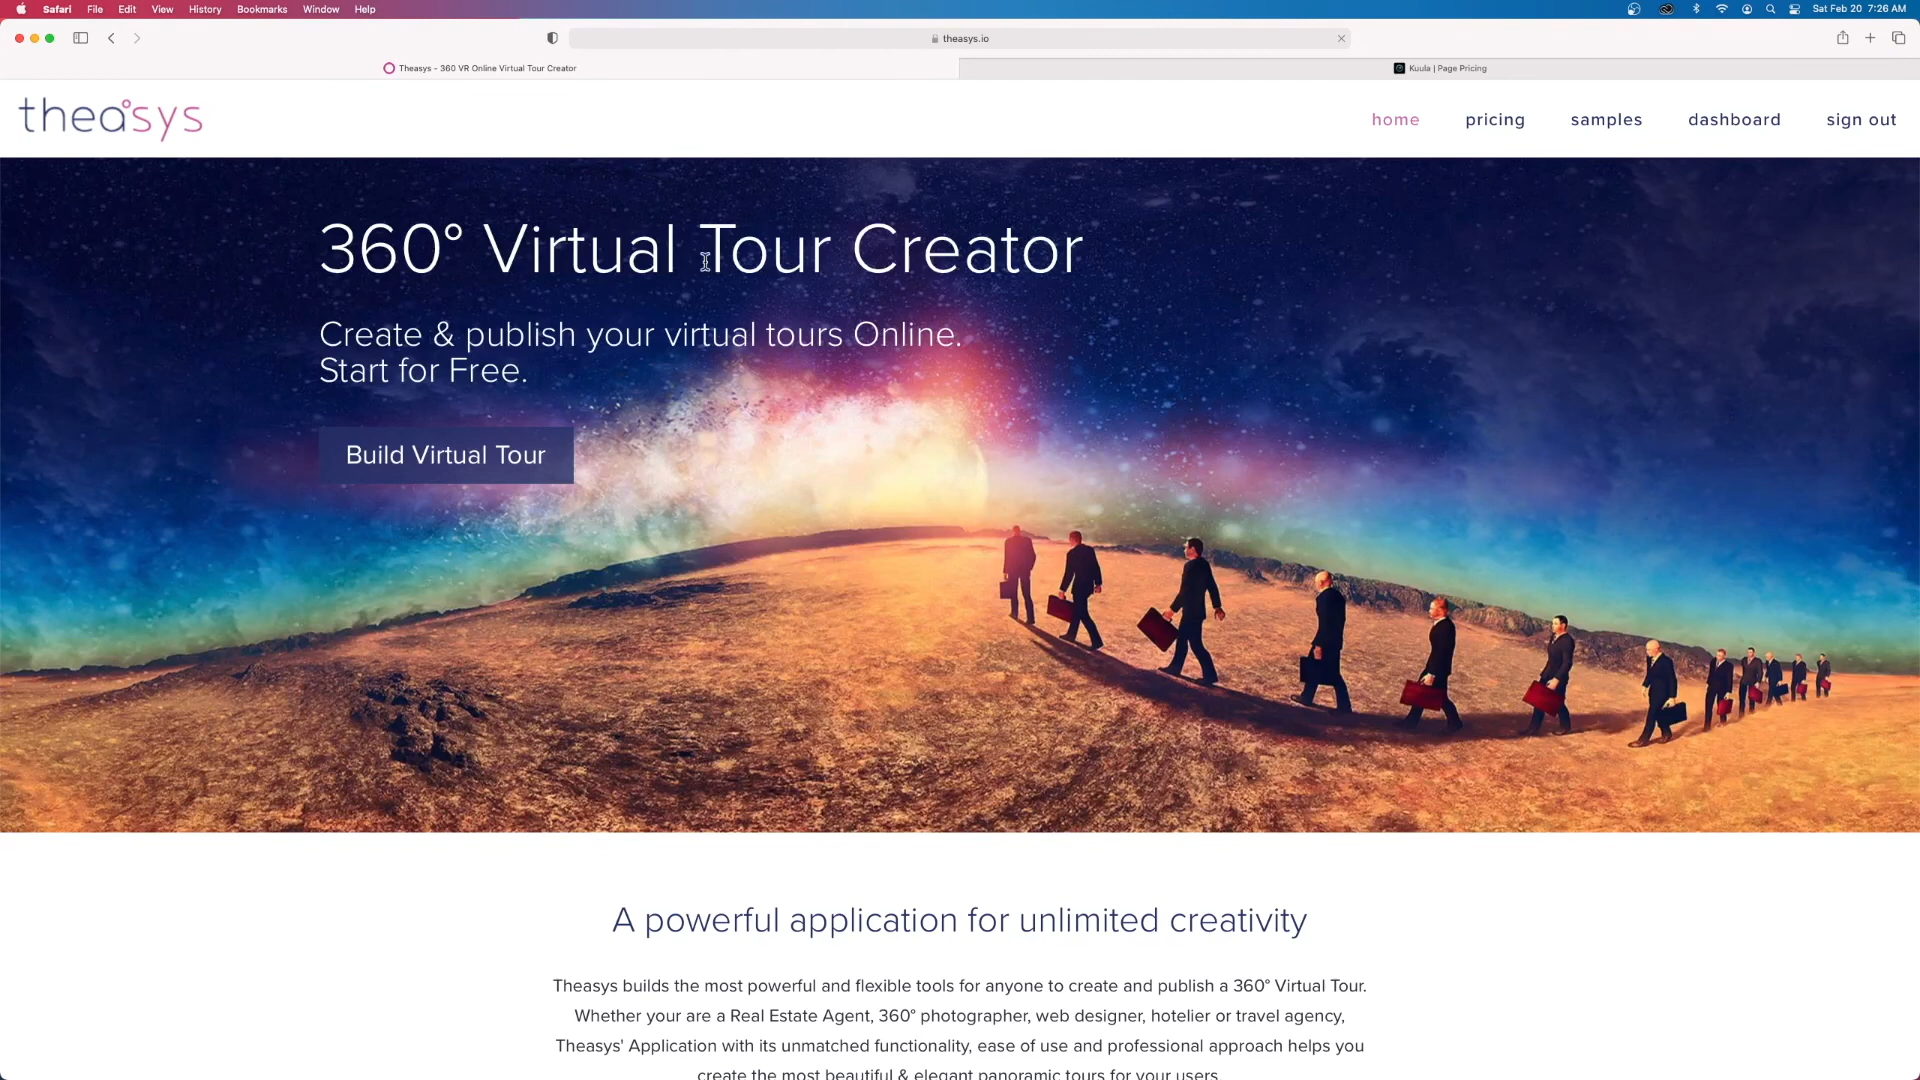 Safari File Edit View History Bookmarks Window Help
Sat Feb 20 7:26 AM
theasys.io
Theasys - 360 VR Online Virtual Tour Creator
Kuula | Page Pricing
theasys
home pricing samples dashboard sign out
360° Virtual Tour Creator
Create & publish your virtual tours Online.
Start for Free.
Build Virtual Tour
A powerful application for unlimited creativity
Theasys builds the most powerful and flexible tools for anyone to create and publish a 360° Virtual Tour.
Whether your are a Real Estate Agent, 360° photographer, web designer, hotelier or travel agency,
Theasys' Application with its unmatched functionality, ease of use and professional approach helps you
create the most beautiful & elegant panoramic tours for your users.